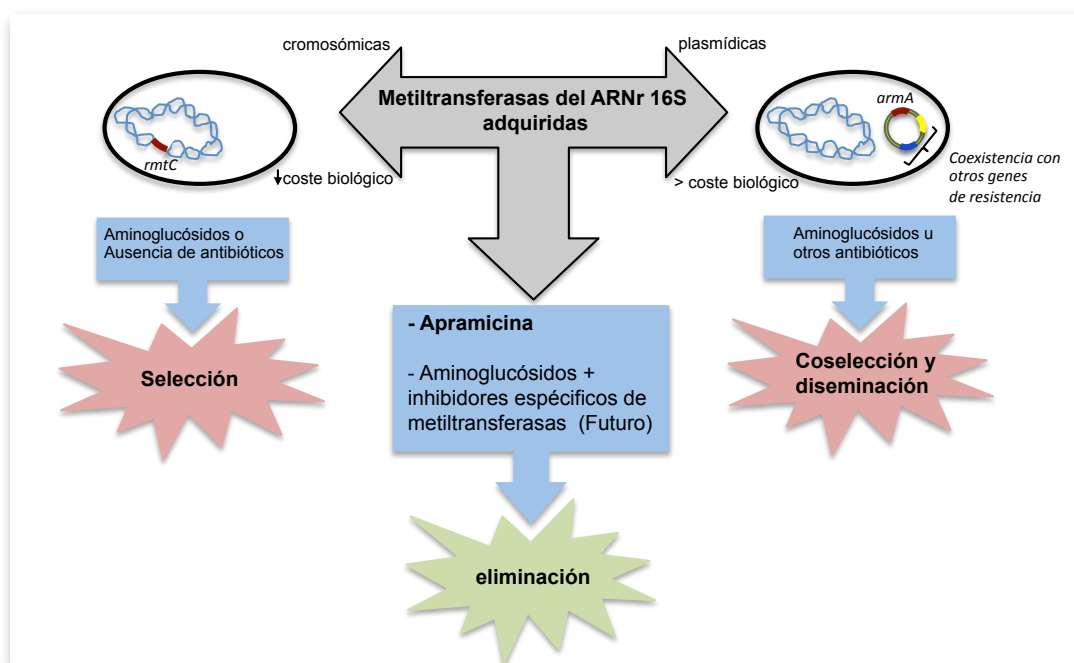 cromosómicas
plasmídicas
Metiltransferasas del ARNr 16S
adquiridas
rmtC
↓coste biológico
> coste biológico
armA
Coexistencia con
otros genes
de resistencia
Aminoglucósidos o
Ausencia de antibióticos
Aminoglucósidos u
otros antibióticos
Selección
- Apramicina
- Aminoglucósidos +
inhibidores espécificos de
metiltransferasas (Futuro)
Coselección y
diseminación
eliminación